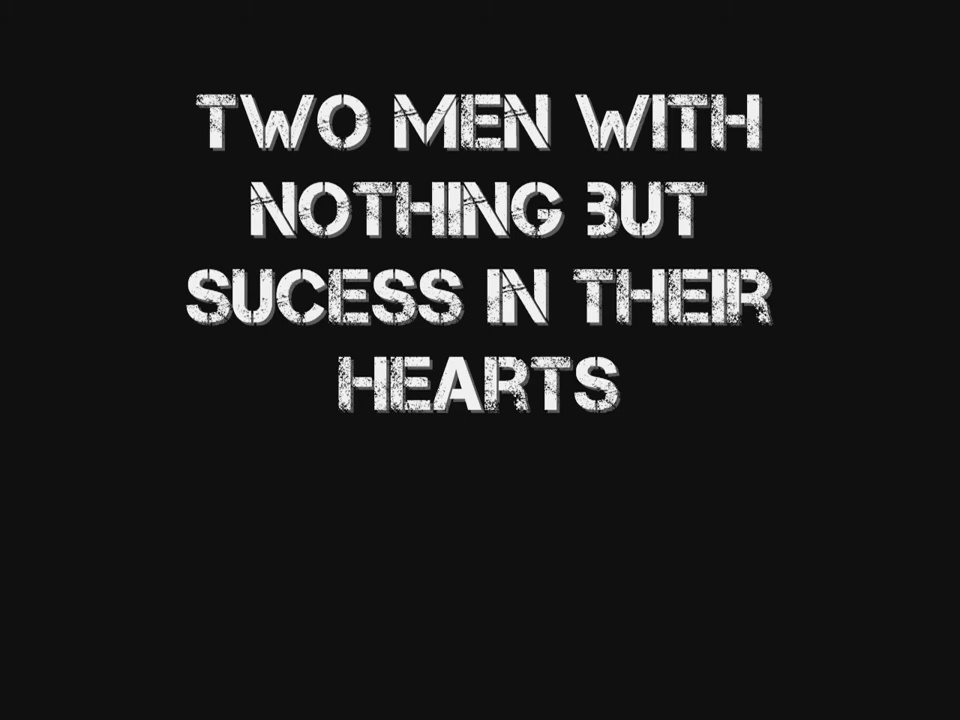 TWO MEN WITH
NOTHING BUT
SUCESS IN THEIR
HEARTS